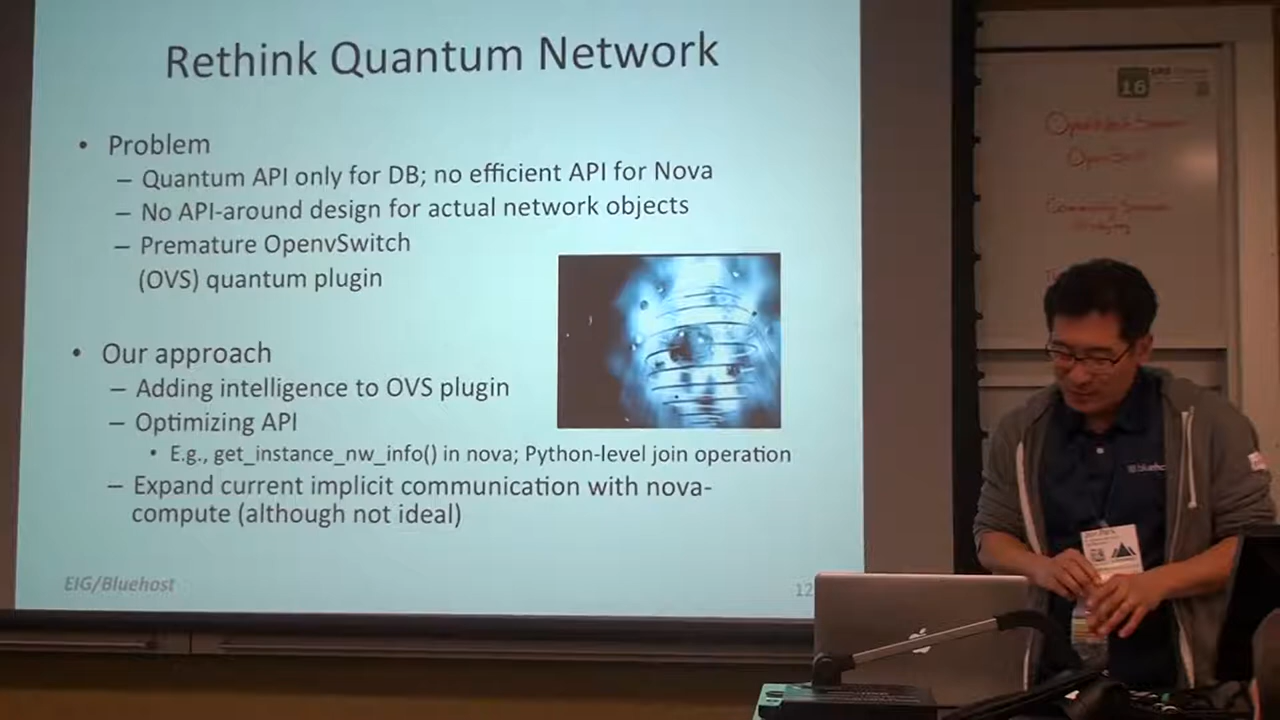 Rethink Quantum Network
• Problem
– Quantum API only for DB; no efficient API for Nova
– No API-around design for actual network objects
– Premature OpenvSwitch
(OVS) quantum plugin
• Our approach
– Adding intelligence to OVS plugin
– Optimizing API
• E.g., get_instance_nw_info() in nova; Python-level join operation
– Expand current implicit communication with nova-
compute (although not ideal)
EIG/Bluehost
12
16